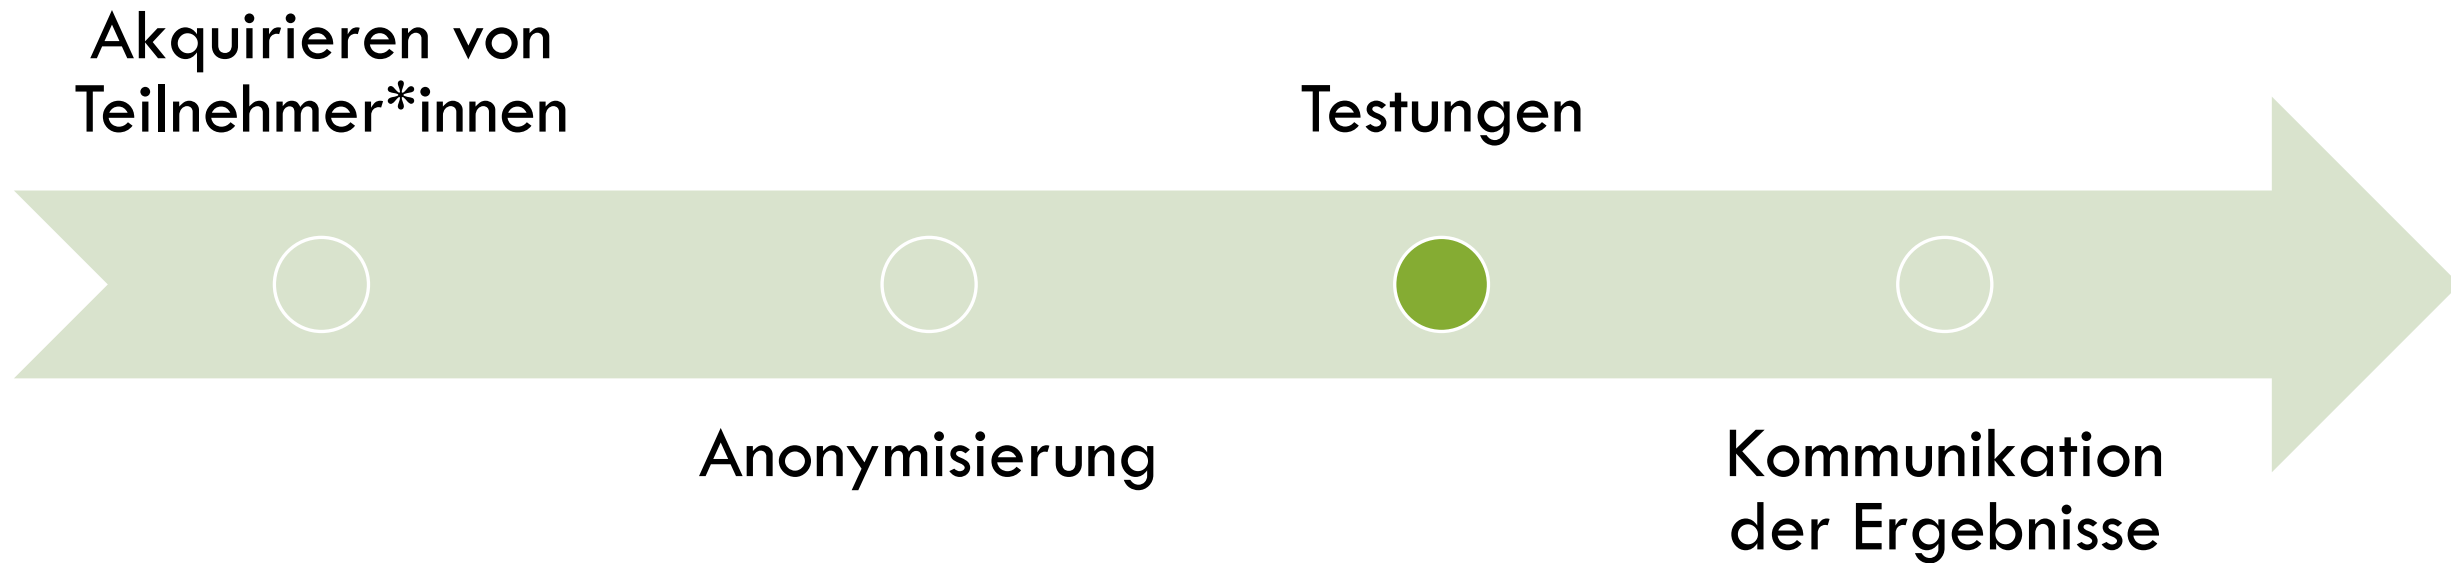 Akquirieren von
Teilnehmer*innen
Anonymisierung
Testungen
Kommunikation
der Ergebnisse